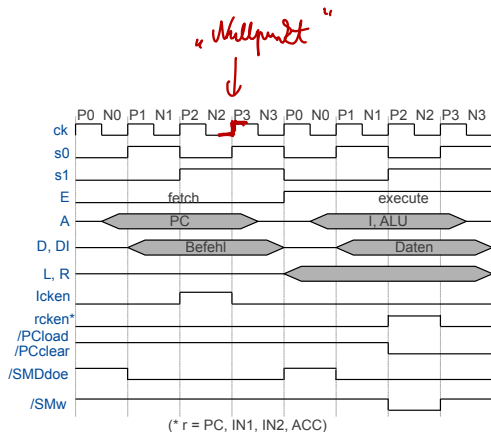 „Nullpunkt"
P0 N0 P1 N1 P2 N2 P3 N3 P0 N0 P1 N1 P2 N2 P3 N3
ck
s0
s1
E fetch execute
A PC I, ALU
D, DI Befehl Daten
L, R
Icken
rcken*
/PCload
/PCclear
/SMDdoe
/SMw
(* r = PC, IN1, IN2, ACC)